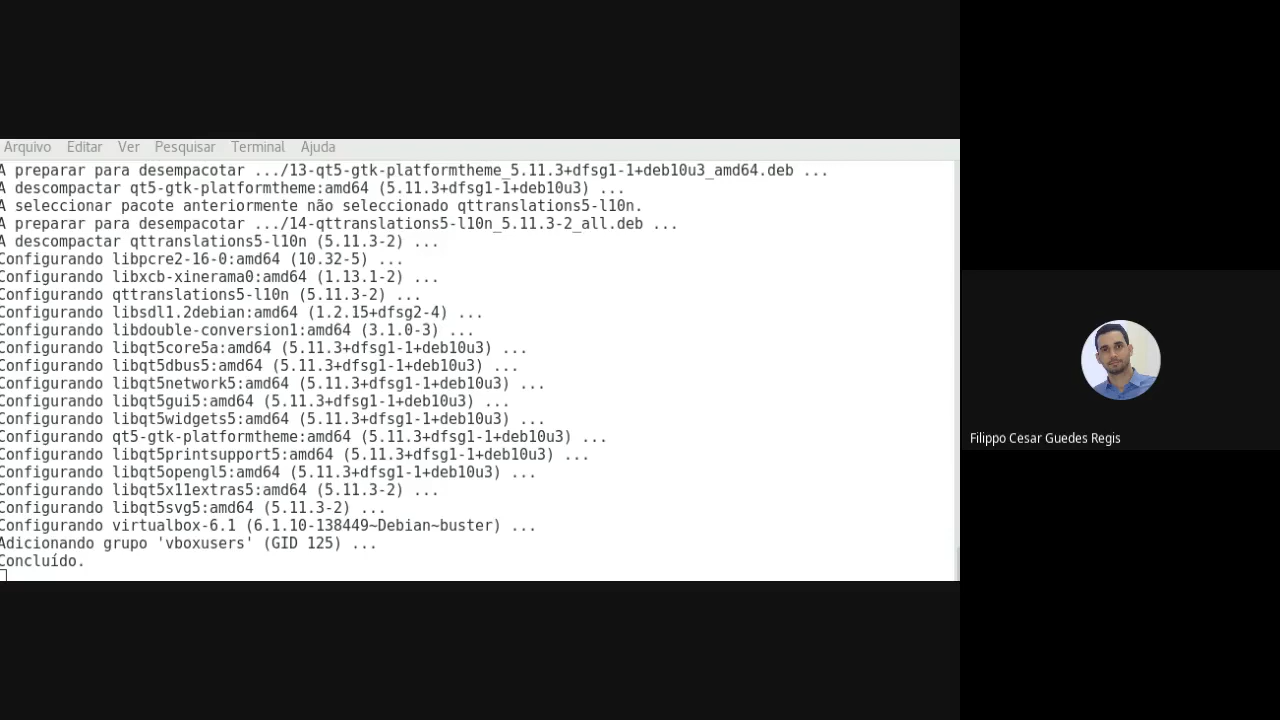 Arquivo Editar Ver Pesquisar Terminal Ajuda
A preparar para desempacotar .../13-qt5-gtk-platformtheme_5.11.3+dfsg1-1+deb10u3_amd64.deb ...
A descompactar qt5-gtk-platformtheme:amd64 (5.11.3+dfsg1-1+deb10u3) ...
A seleccionar pacote anteriormente não seleccionado qttranslations5-l10n.
A preparar para desempacotar .../14-qttranslations5-l10n_5.11.3-2_all.deb ...
A descompactar qttranslations5-l10n (5.11.3-2) ...
Configurando libpcre2-16-0:amd64 (10.32-5) ...
Configurando libxcb-xinerama0:amd64 (1.13.1-2) ...
Configurando qttranslations5-l10n (5.11.3-2) ...
Configurando libsdl1.2debian:amd64 (1.2.15+dfsg2-4) ...
Configurando libdouble-conversion1:amd64 (3.1.0-3) ...
Configurando libqt5core5a:amd64 (5.11.3+dfsg1-1+deb10u3) ...
Configurando libqt5dbus5:amd64 (5.11.3+dfsg1-1+deb10u3) ...
Configurando libqt5network5:amd64 (5.11.3+dfsg1-1+deb10u3) ...
Configurando libqt5gui5:amd64 (5.11.3+dfsg1-1+deb10u3) ...
Configurando libqt5widgets5:amd64 (5.11.3+dfsg1-1+deb10u3) ...
Configurando qt5-gtk-platformtheme:amd64 (5.11.3+dfsg1-1+deb10u3) ...
Configurando libqt5printsupport5:amd64 (5.11.3+dfsg1-1+deb10u3) ...
Configurando libqt5opengl5:amd64 (5.11.3+dfsg1-1+deb10u3) ...
Configurando libqt5x11extras5:amd64 (5.11.3-2) ...
Configurando libqt5svg5:amd64 (5.11.3-2) ...
Configurando virtualbox-6.1 (6.1.10-138449~Debian~buster) ...
Adicionando grupo 'vboxusers' (GID 125) ...
Concluído.
Filippo Cesar Guedes Regis